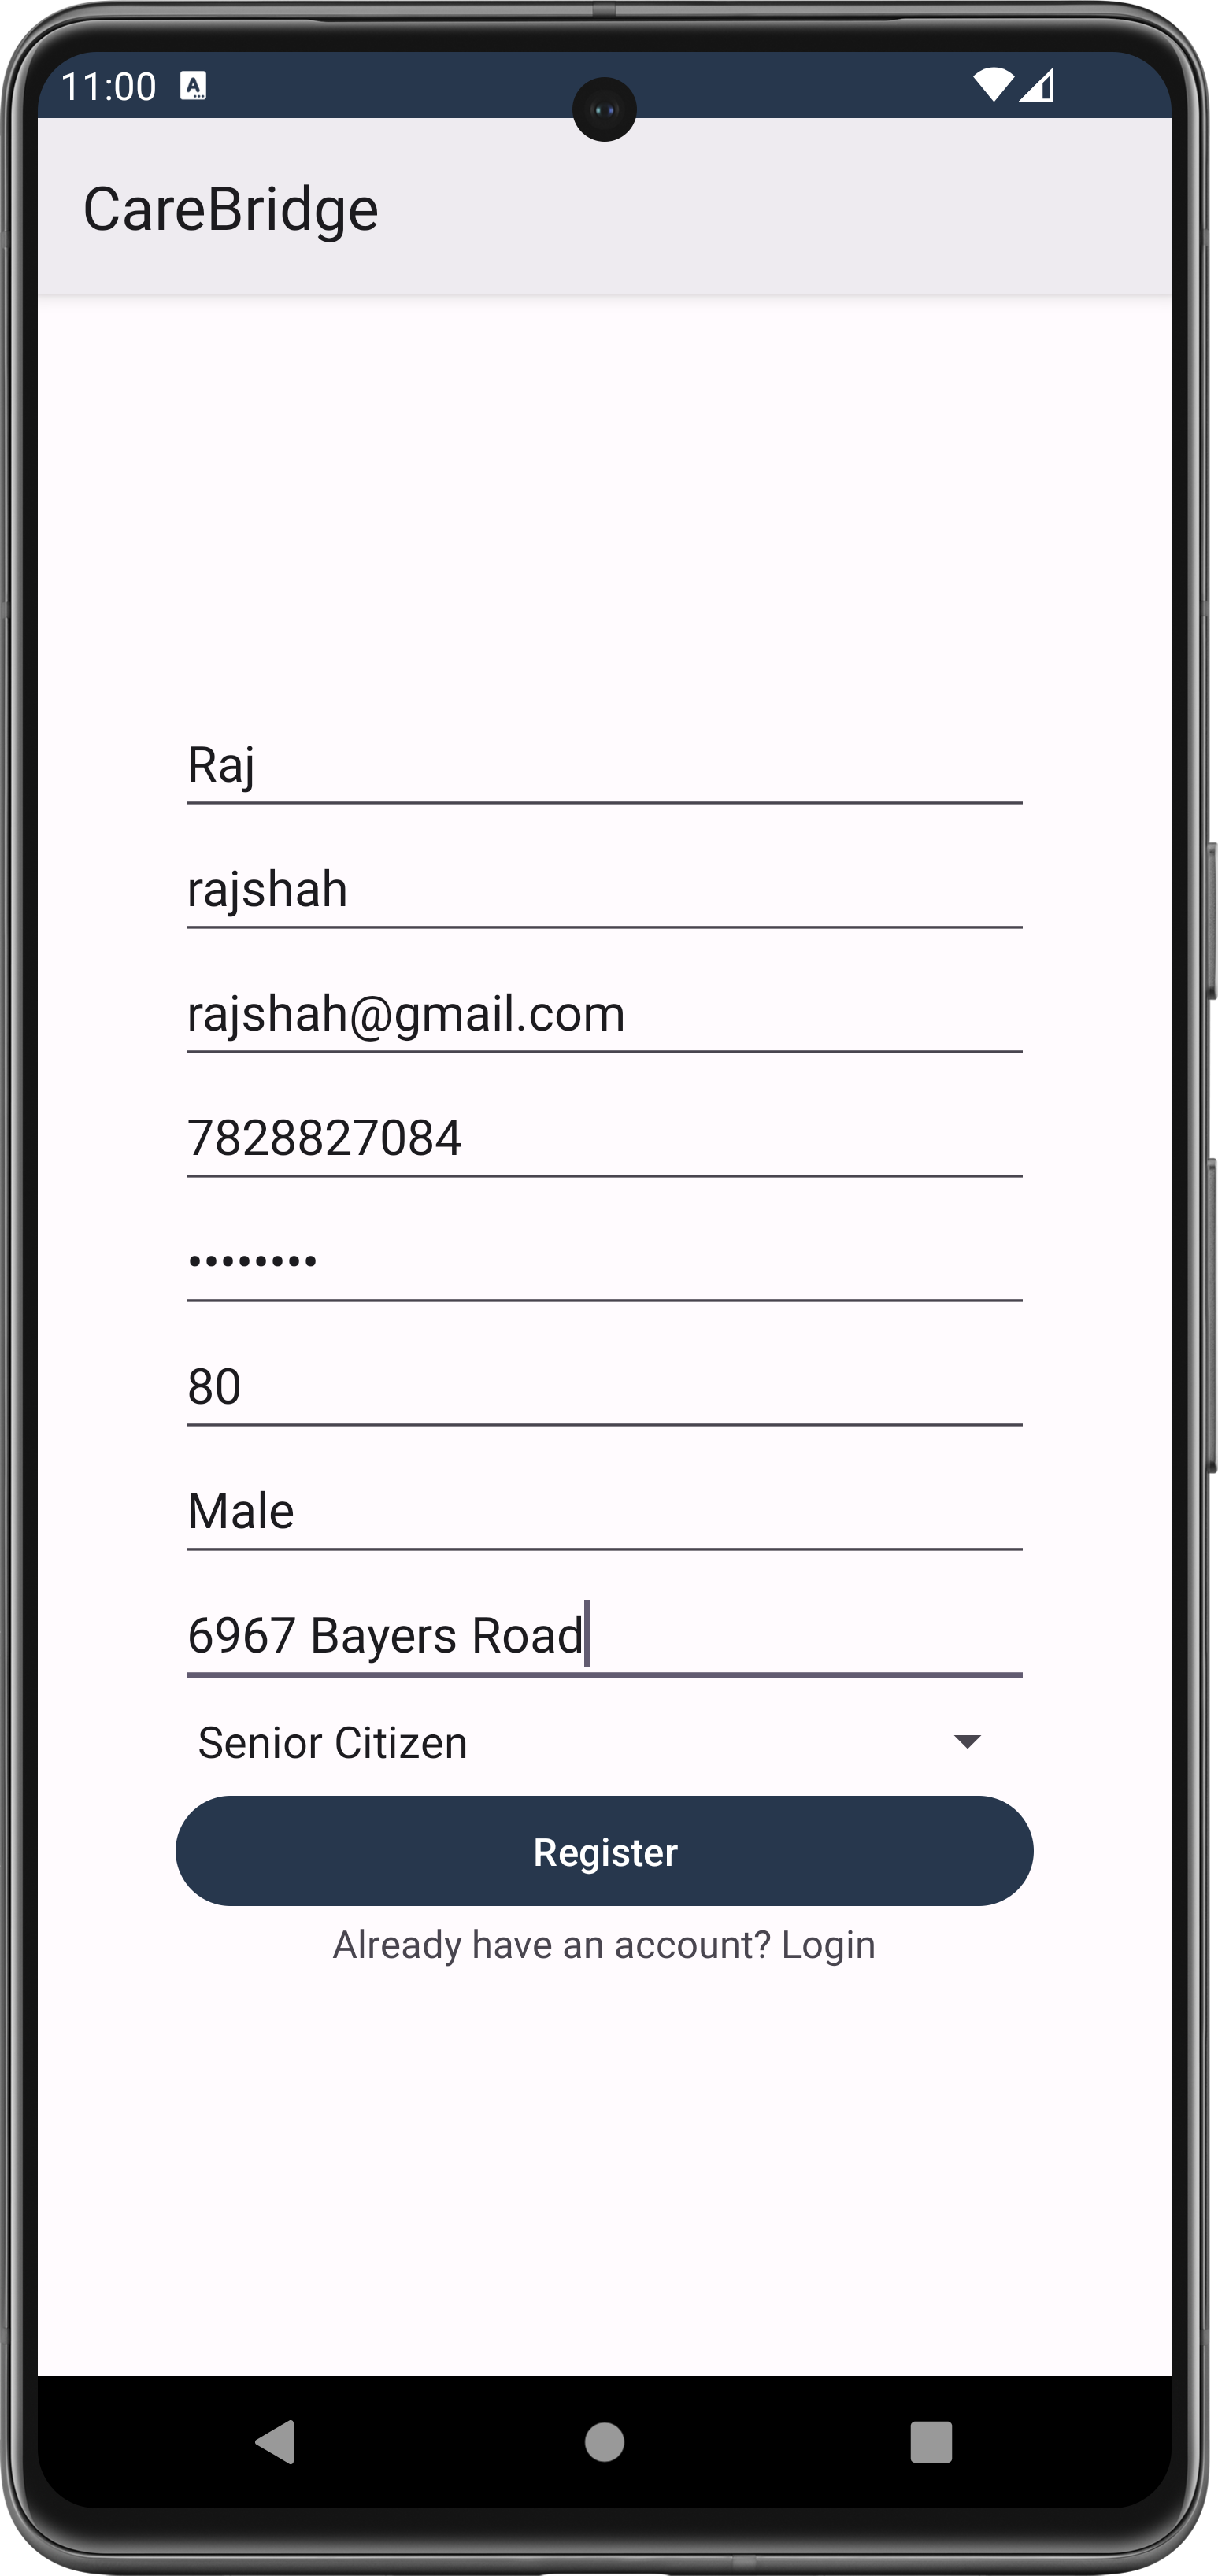 11:00 A
CareBridge
Raj
rajshah
rajshah@gmail.com
7828827084
••••••••
80
Male
6967 Bayers Road
Senior Citizen
Register
Already have an account? Login